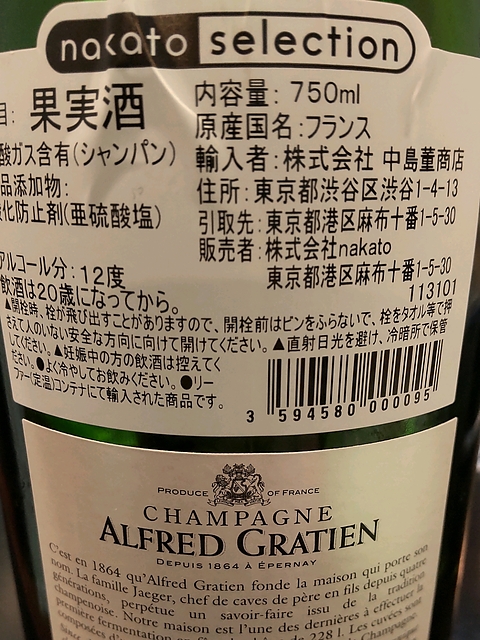 nakato selection
目: 果実酒
酸ガス含有(シャンパン)
品添加物:
化防止剤(亜硫酸塩)
アルコール分: 12度
飲酒は20歳になってから。
内容量: 750ml
原産国名:フランス
輸入者:株式会社 中島董商店
住所:東京都渋谷区渋谷1-4-13
引取先:東京都港区麻布十番1-5-30
販売者:株式会社nakato
東京都港区麻布十番1-5-30
113101
▲開栓時、栓が飛び出すことがありますので、開栓前はビンをふらないで、栓をタオル等で押
さえて人のいない安全な方向に向けて開けてください。▲直射日光を避け、冷暗所で保管
してください。▲妊娠中の方の飲酒は控えてく
ださい。●よく冷やしてお飲みください。●リー
ファー(定温)コンテナにて輸入された商品です。
3 594580 000095
PRODUCE OF FRANCE
CHAMPAGNE
ALFRED GRATIEN
DEPUIS 1864 À ÉPERNAY
C'est en 1864 qu'Alfred Gratien fonde la maison qui porte son
nom. La famille Jaeger, chef de caves de père en fils depuis quatre
générations, perpétue un savoir-faire issu de la tradition
champenoise. Notre maison est l'une des dernières à effectuer la
première fermentation en
de 228 l. Les cuvées sont